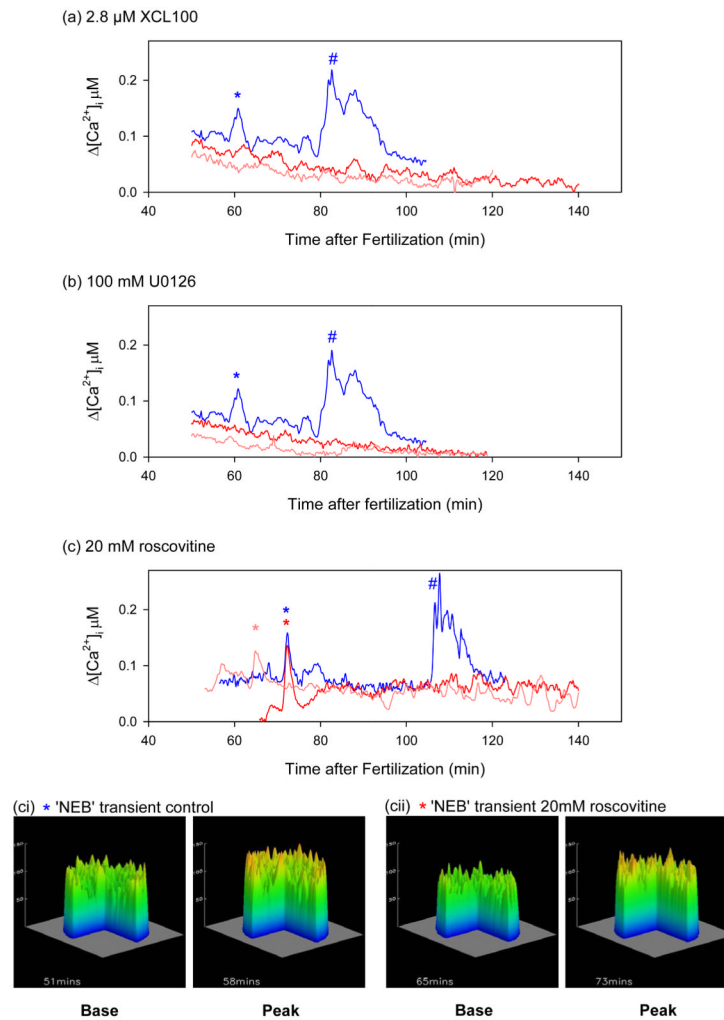 (a) 2.8 µM XCL100
Δ[Ca²⁺]ᵢ µM
0.2
0.1
0.0
*
#
40 60 80 100 120 140
Time after Fertilization (min)
(b) 100 mM U0126
Δ[Ca²⁺]ᵢ µM
0.2
0.1
0.0
*
#
40 60 80 100 120 140
Time after fertilization (min)
(c) 20 mM roscovitine
Δ[Ca²⁺]ᵢ µM
0.2
0.1
0.0
*
*
*
#
40 60 80 100 120 140
Time after Fertilization (min)
(ci) * 'NEB' transient control
(cii) * 'NEB' transient 20mM roscovitine
51mins
58mins
65mins
73mins
Base Peak Base Peak